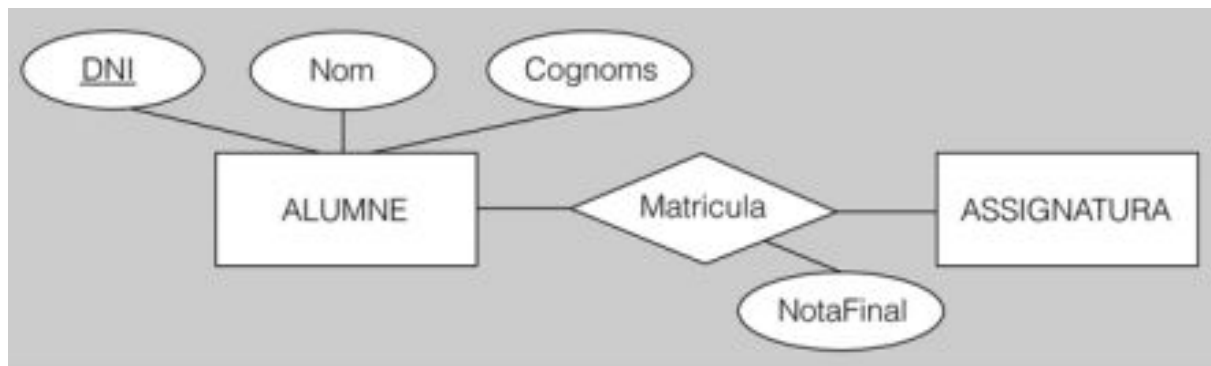 DNI
Nom
Cognoms
ALUMNE
Matricula
ASSIGNATURA
NotaFinal